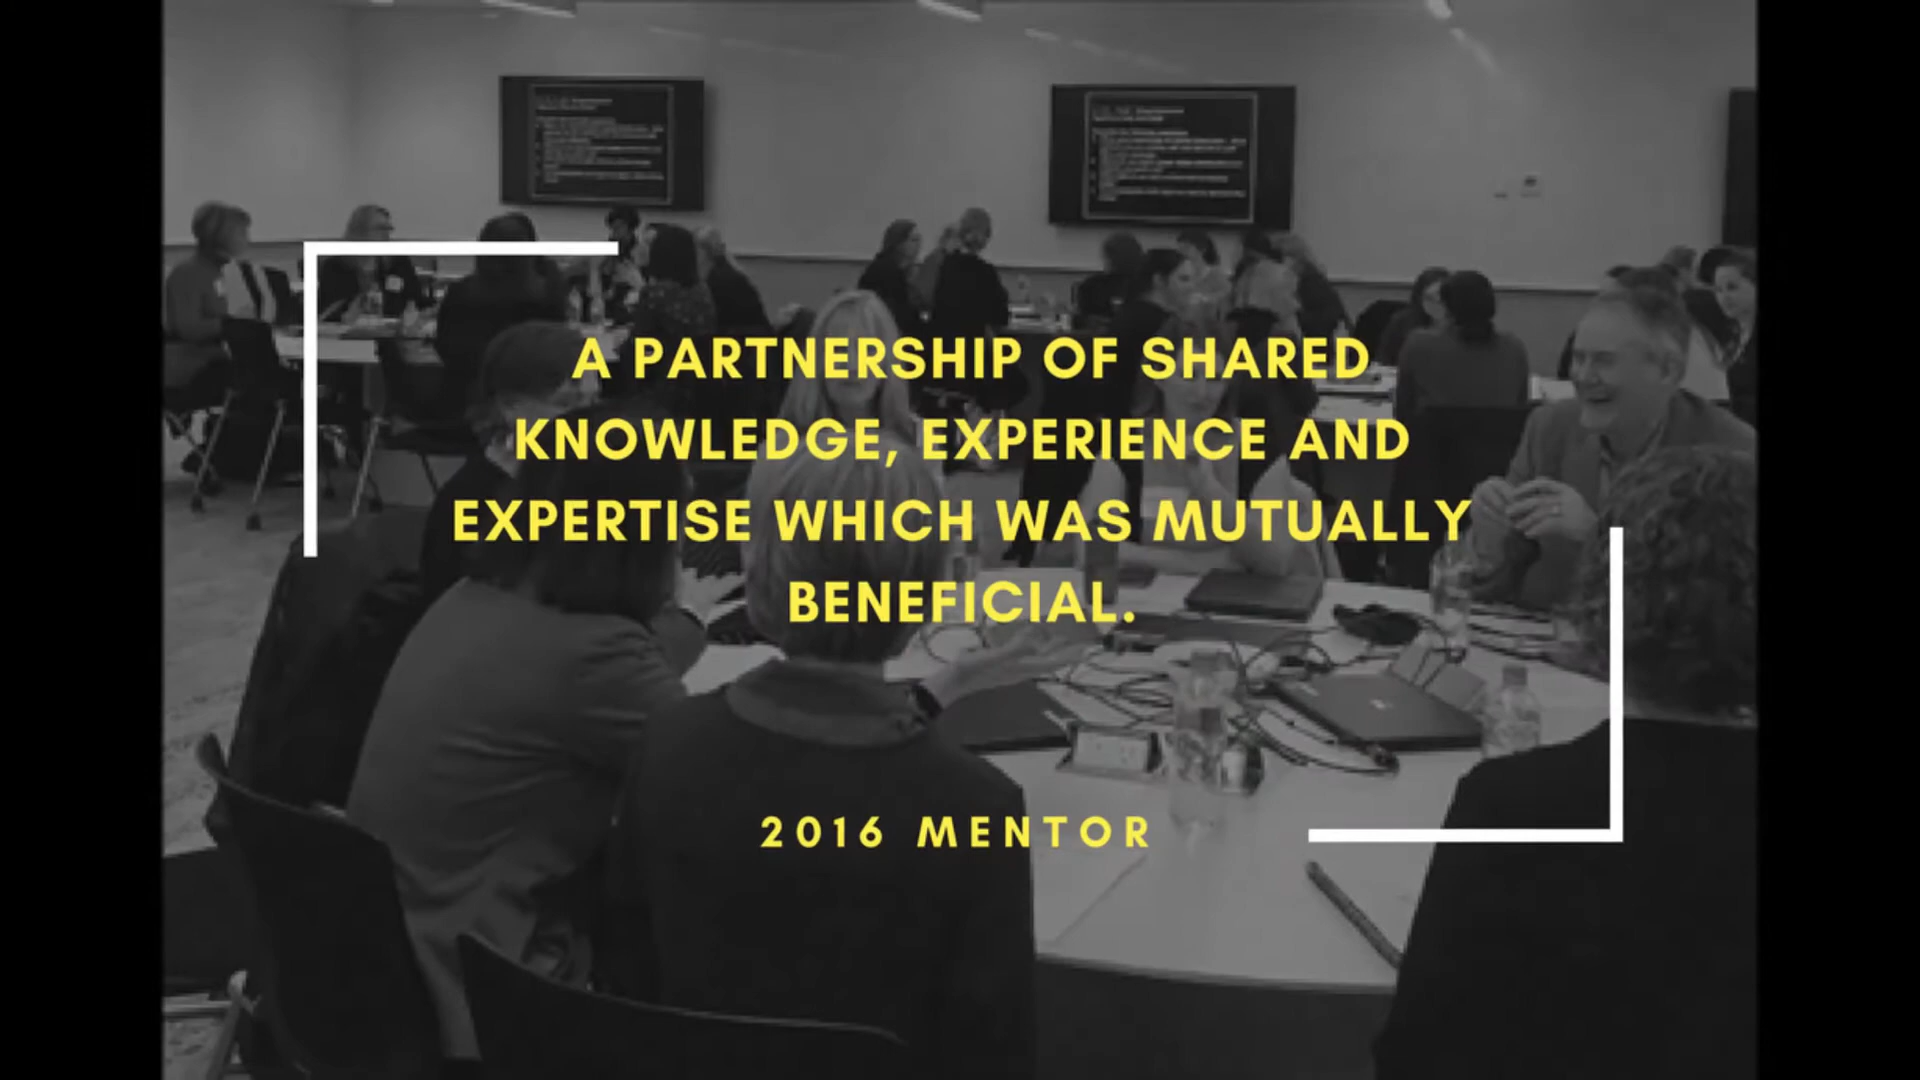 A PARTNERSHIP OF SHARED
KNOWLEDGE, EXPERIENCE AND
EXPERTISE WHICH WAS MUTUALLY
BENEFICIAL.
2016 MENTOR